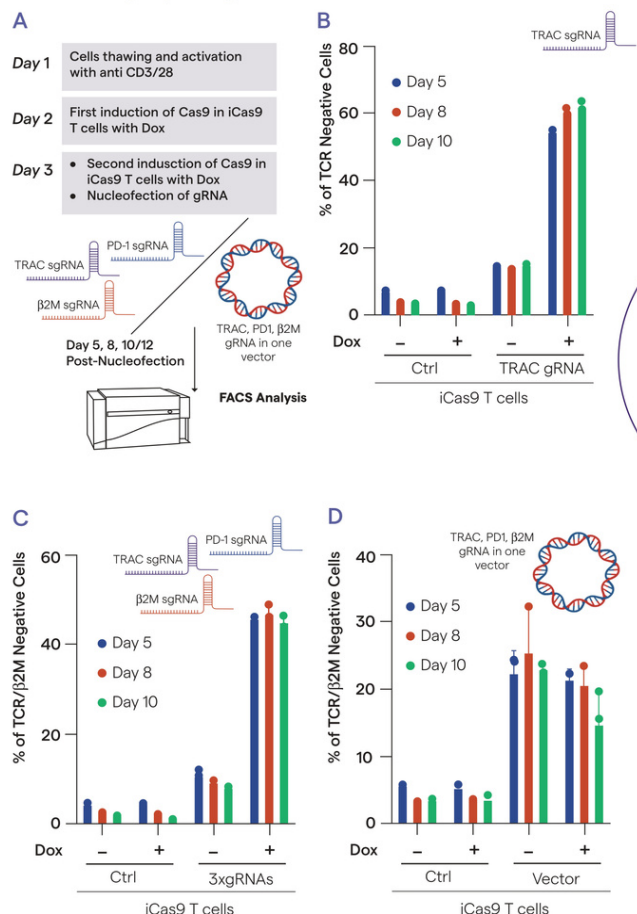 A
Day 1
Cells thawing and activation
with anti CD3/28
Day 2
First induction of Cas9 in iCas9
T cells with Dox
Day 3
• Second indusction of Cas9 in
iCas9 T cells with Dox
• Nucleofection of gRNA
PD-1 sgRNA
TRAC sgRNA
β2M sgRNA
TRAC, PD1, β2M
gRNA in one
vector
Day 5, 8, 10/12
Post-Nucleofection
FACS Analysis
B
TRAC sgRNA
% of TCR Negative Cells
80
60
40
20
0
Day 5
Day 8
Day 10
Dox
– + – +
Ctrl TRAC gRNA
iCas9 T cells
C
PD-1 sgRNA
TRAC sgRNA
β2M sgRNA
% of TCR/β2M Negative Cells
60
40
20
0
Day 5
Day 8
Day 10
Dox
– + – +
Ctrl 3xgRNAs
iCas9 T cells
D
TRAC, PD1, β2M
gRNA in one
vector
% of TCR/β2M Negative Cells
40
30
20
10
0
Day 5
Day 8
Day 10
Dox
– + – +
Ctrl Vector
iCas9 T cells